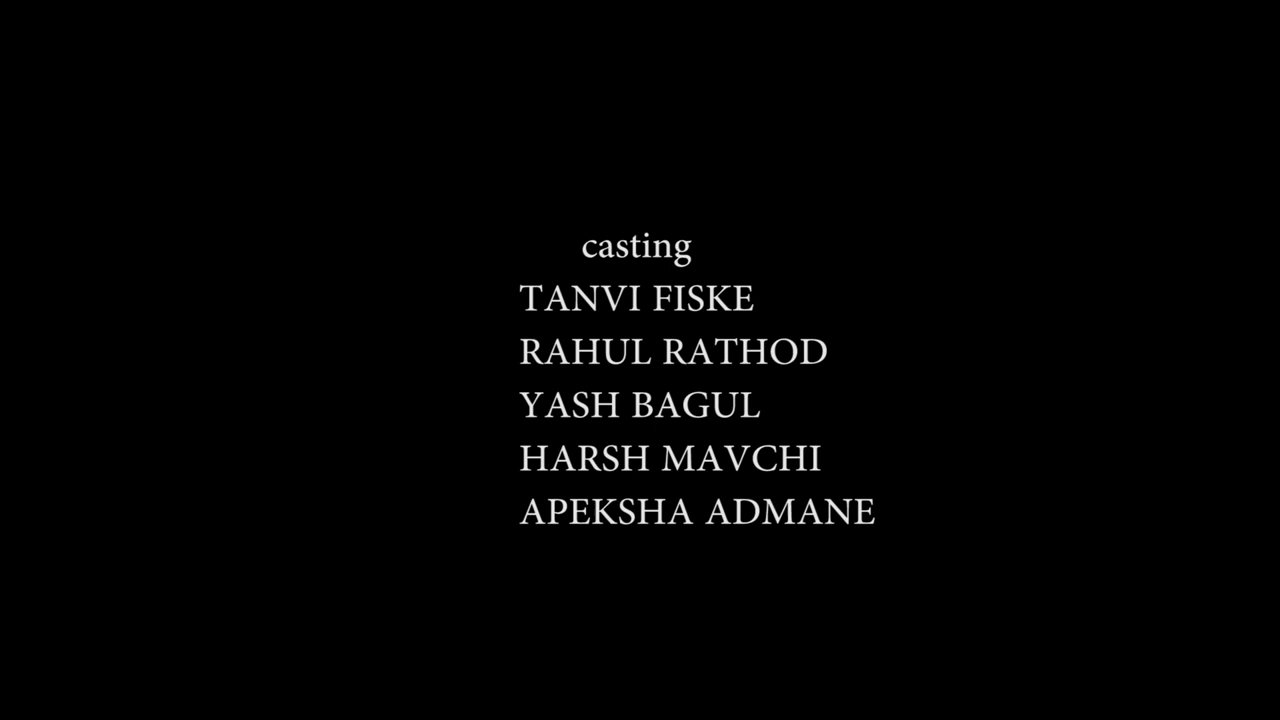 casting
TANVI FISKE
RAHUL RATHOD
YASH BAGUL
HARSH MAVCHI
APEKSHA ADMANE